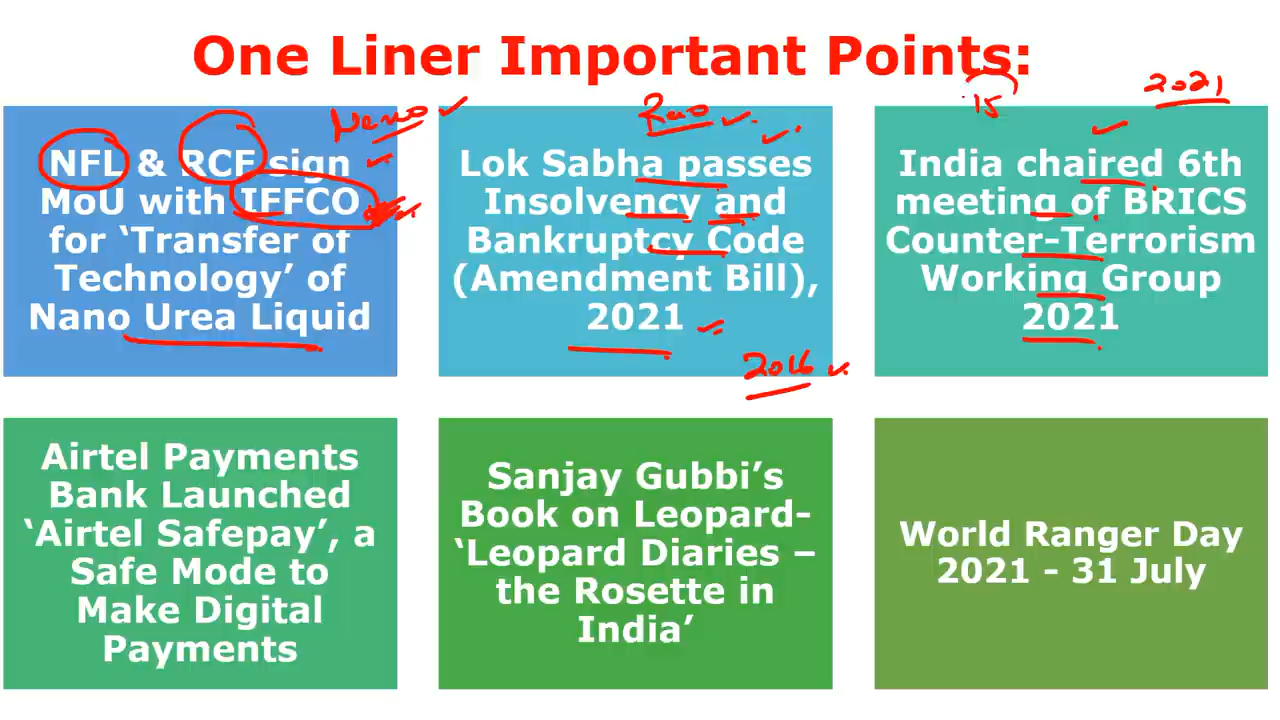 One Liner Important Points:
15
2021
Nano
NFL & RCF sign
MoU with IFFCO
for ‘Transfer of
Technology’ of
Nano Urea Liquid
Lok Sabha passes
Insolvency and
Bankruptcy Code
(Amendment Bill),
2021
2016
India chaired 6th
meeting of BRICS
Counter-Terrorism
Working Group
2021
Airtel Payments
Bank Launched
‘Airtel Safepay’, a
Safe Mode to
Make Digital
Payments
Sanjay Gubbi’s
Book on Leopard-
‘Leopard Diaries –
the Rosette in
India’
World Ranger Day
2021 - 31 July